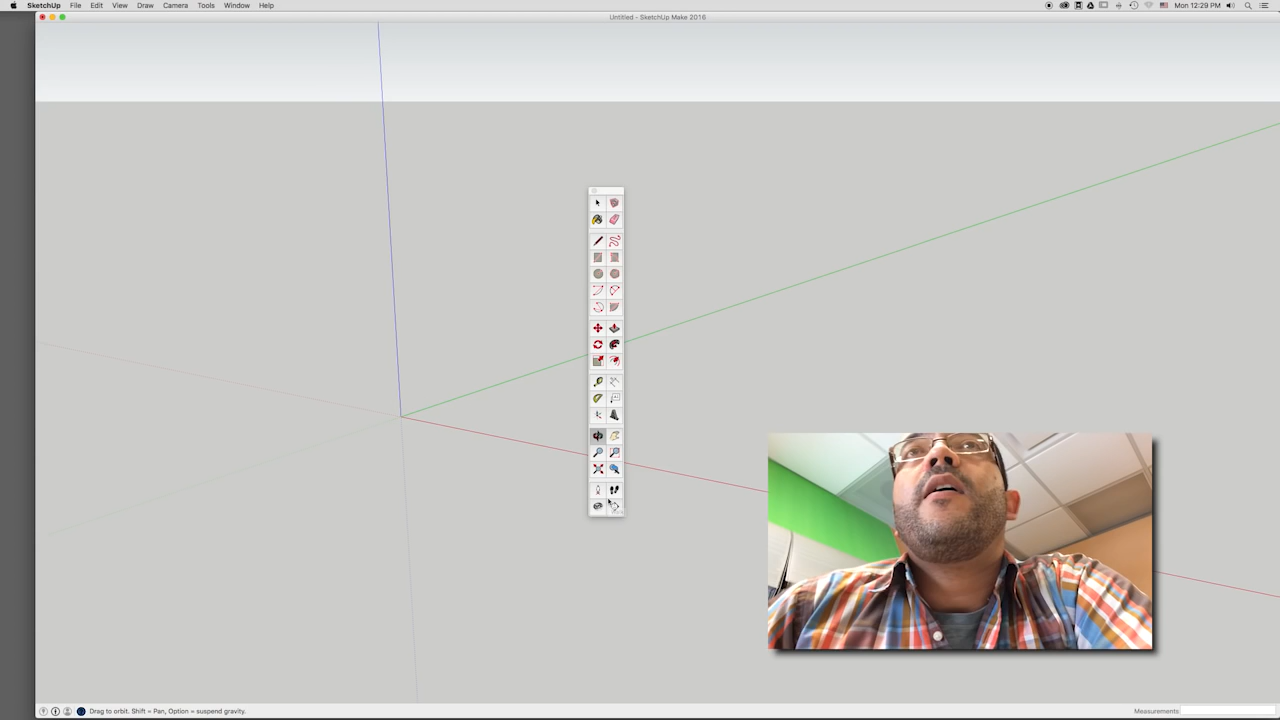 SketchUp File Edit View Draw Camera Tools Window Help
Mon 12:29 PM
Untitled - SketchUp Make 2016
Drag to orbit. Shift = Pan, Option = suspend gravity.
Measurements